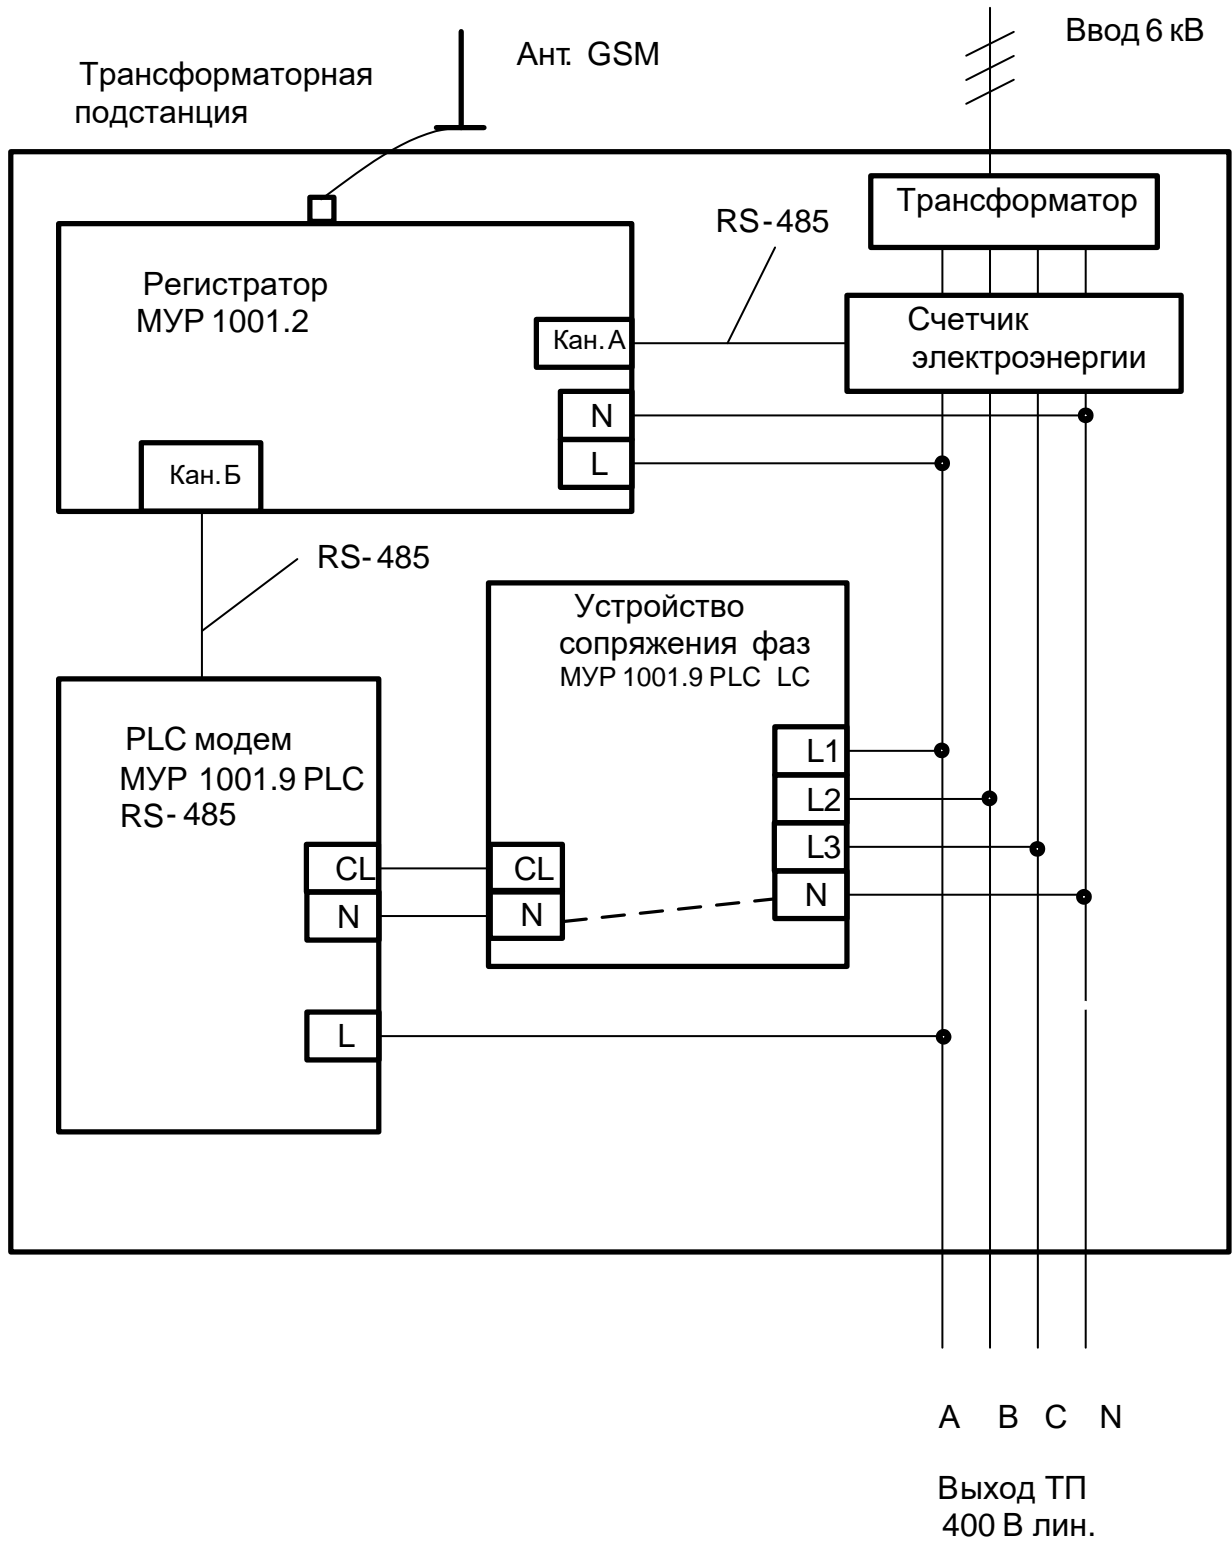 Ввод 6 кВ
Ант. GSM
Трансформаторная
подстанция
Трансформатор
RS-485
Регистратор
МУР 1001.2
Счетчик
электроэнергии
Кан. А
N
L
Кан. Б
RS-485
Устройство
сопряжения фаз
МУР 1001.9 PLC LC
PLC модем
МУР 1001.9 PLC
RS-485
L1
L2
L3
N
CL
N
CL
N
L
A B C N
Выход ТП
400 В лин.